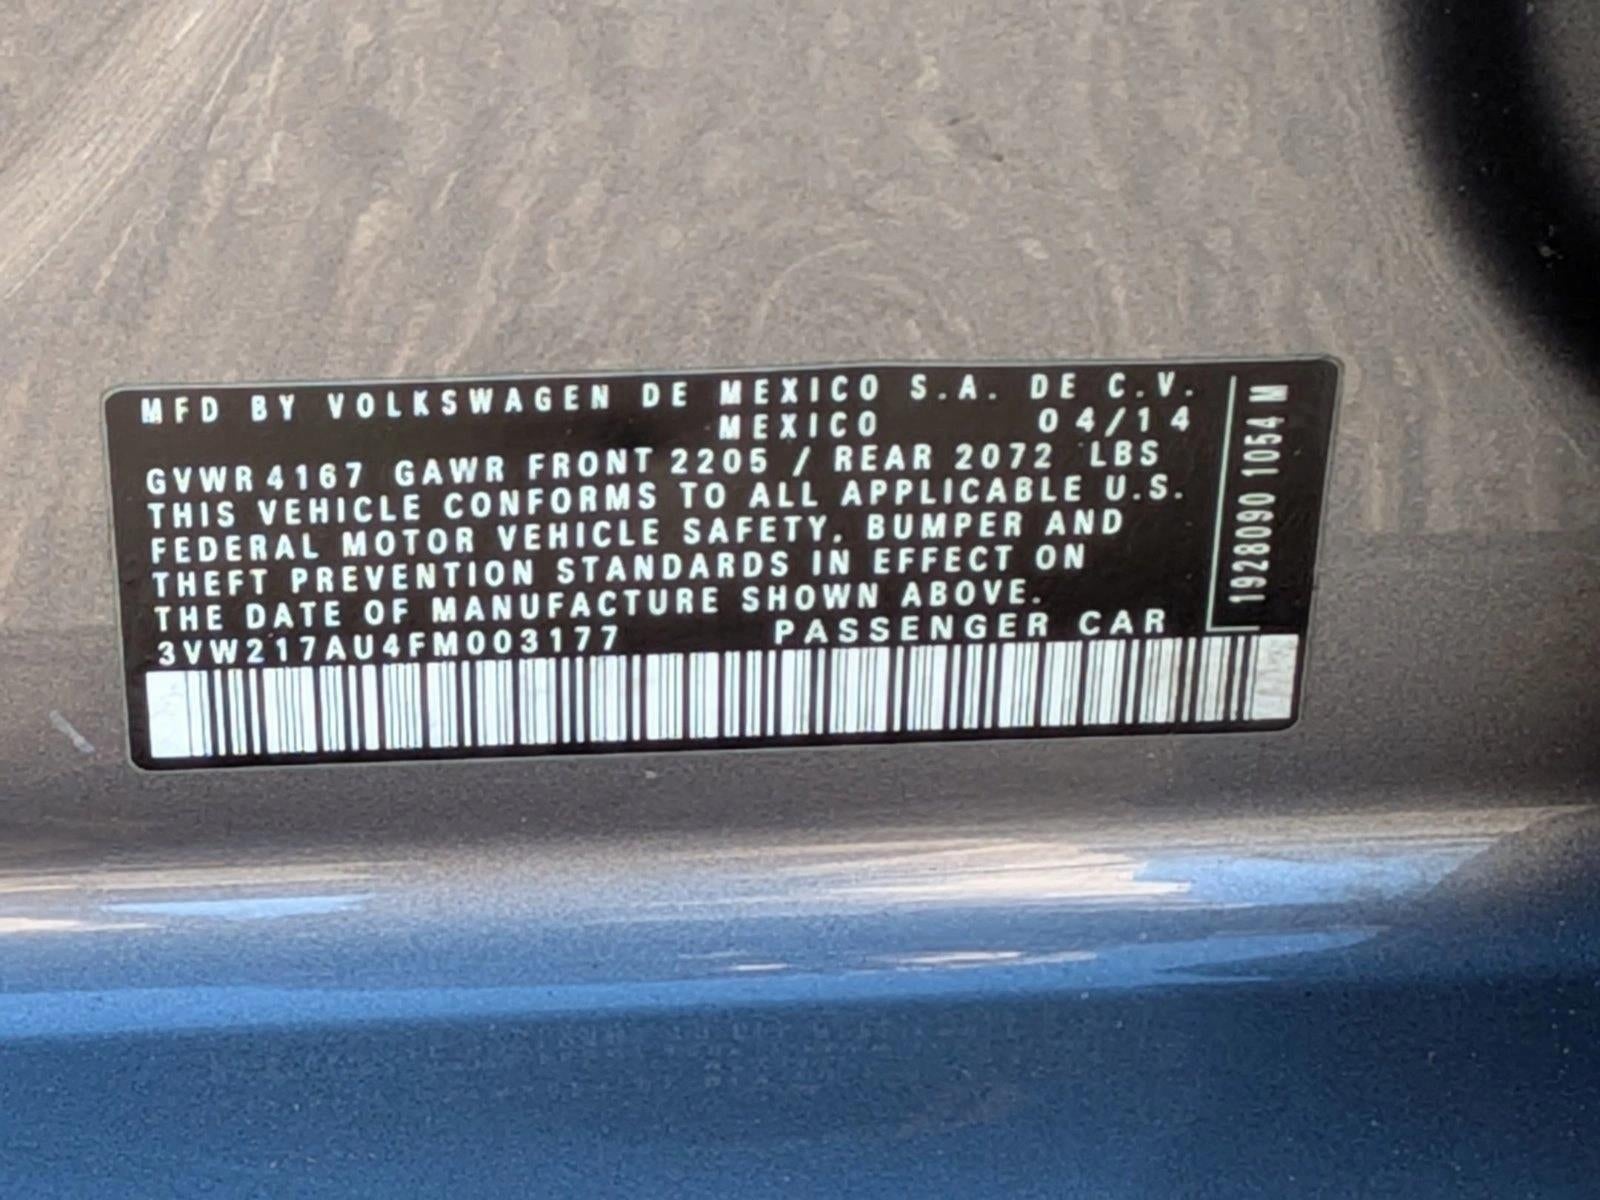 MFD BY VOLKSWAGEN DE MEXICO S.A. DE C.V.
MEXICO 04/14
GVWR 4167 GAWR FRONT 2205 / REAR 2072 LBS
THIS VEHICLE CONFORMS TO ALL APPLICABLE U.S.
FEDERAL MOTOR VEHICLE SAFETY, BUMPER AND
THEFT PREVENTION STANDARDS IN EFFECT ON
THE DATE OF MANUFACTURE SHOWN ABOVE.
3VW217AU4FM003177 PASSENGER CAR
1928090 1054 M